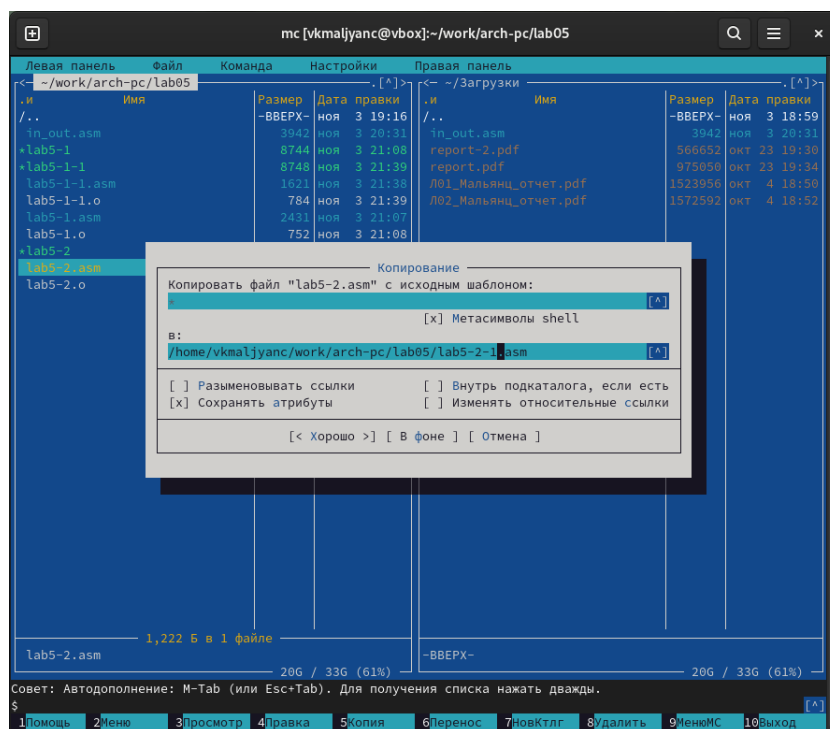 mc [vkmaljyanc@vbox]:~/work/arch-pc/lab05
Левая панель Файл Команда Настройки Правая панель
<— ~/work/arch-pc/lab05 .[^]> <— ~/Загрузки .[^]>
.и Имя Размер Дата правки .и Имя Размер Дата правки
/.. -ВВЕРХ- ноя 3 19:16 /.. -ВВЕРХ- ноя 3 18:59
in_out.asm 3942 ноя 3 20:31 in_out.asm 3942 ноя 3 20:31
*lab5-1 8744 ноя 3 21:08 report-2.pdf 566652 окт 23 19:30
*lab5-1-1 8748 ноя 3 21:39 report.pdf 975050 окт 23 19:34
lab5-1-1.asm 1621 ноя 3 21:38 Л01_Мальянц_отчет.pdf 1523956 окт 4 18:50
lab5-1-1.o 784 ноя 3 21:39 Л02_Мальянц_отчет.pdf 1572592 окт 4 18:52
lab5-1.asm 2431 ноя 3 21:07
lab5-1.o 752 ноя 3 21:08
*lab5-2
lab5-2.asm Копирование
lab5-2.o Копировать файл "lab5-2.asm" с исходным шаблоном:
* [^]
[x] Метасимволы shell
в:
/home/vkmaljyanc/work/arch-pc/lab05/lab5-2-1.asm [^]
[ ] Разыменовывать ссылки [ ] Внутрь подкаталога, если есть
[x] Сохранять атрибуты [ ] Изменять относительные ссылки
[< Хорошо >] [ В фоне ] [ Отмена ]
1,222 Б в 1 файле
lab5-2.asm -ВВЕРХ-
20G / 33G (61%) 20G / 33G (61%)
Совет: Автодополнение: M-Tab (или Esc+Tab). Для получения списка нажать дважды.
$ [^]
1Помощь 2Меню 3Просмотр 4Правка 5Копия 6Перенос 7НовКтлг 8Удалить 9МенюMC 10Выход